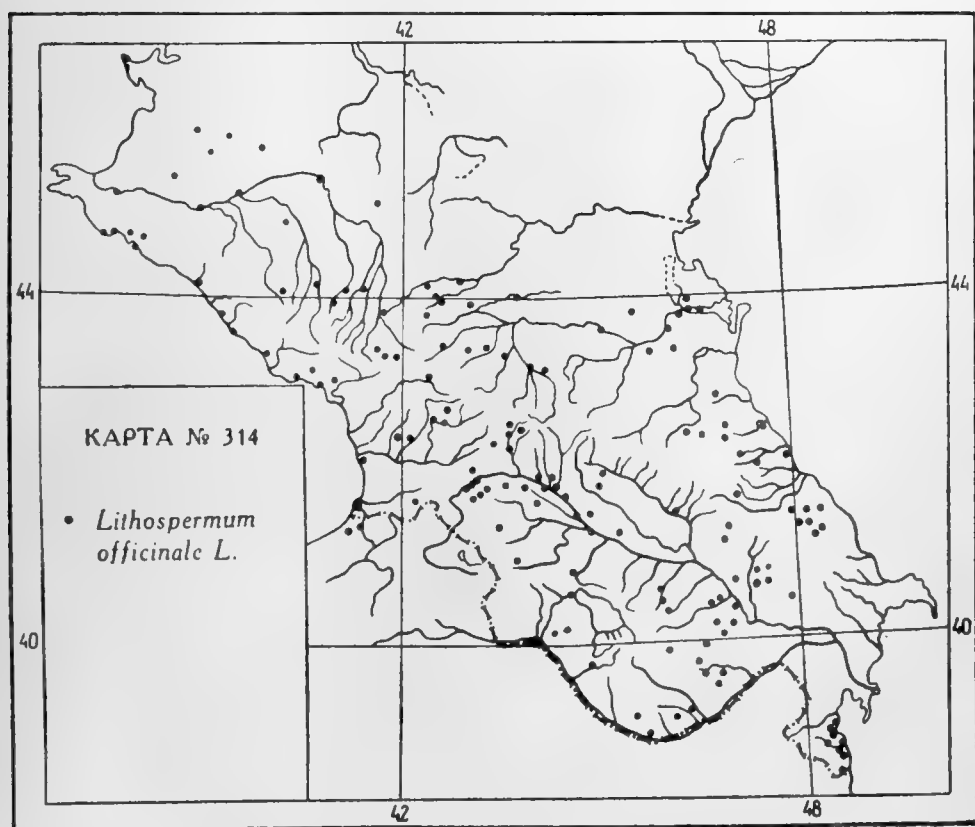 42 48
44 44
КАРТА № 314
Lithospermum
officinale L.
40 40
42 48